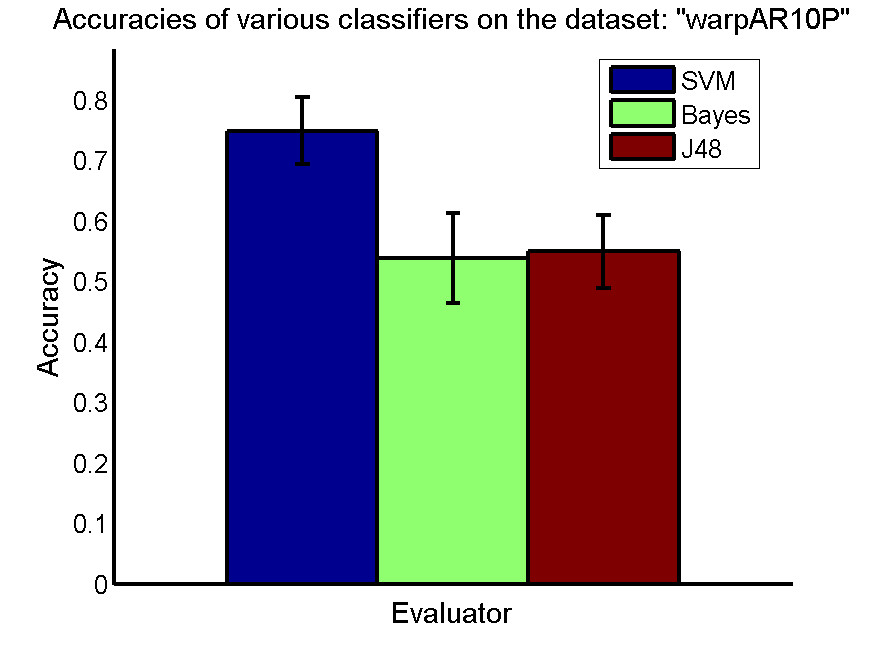 Accuracies of various classifiers on the dataset: "warpAR10P"
SVM
Bayes
J48
0.8
0.7
0.6
0.5
0.4
0.3
0.2
0.1
0
Accuracy
Evaluator